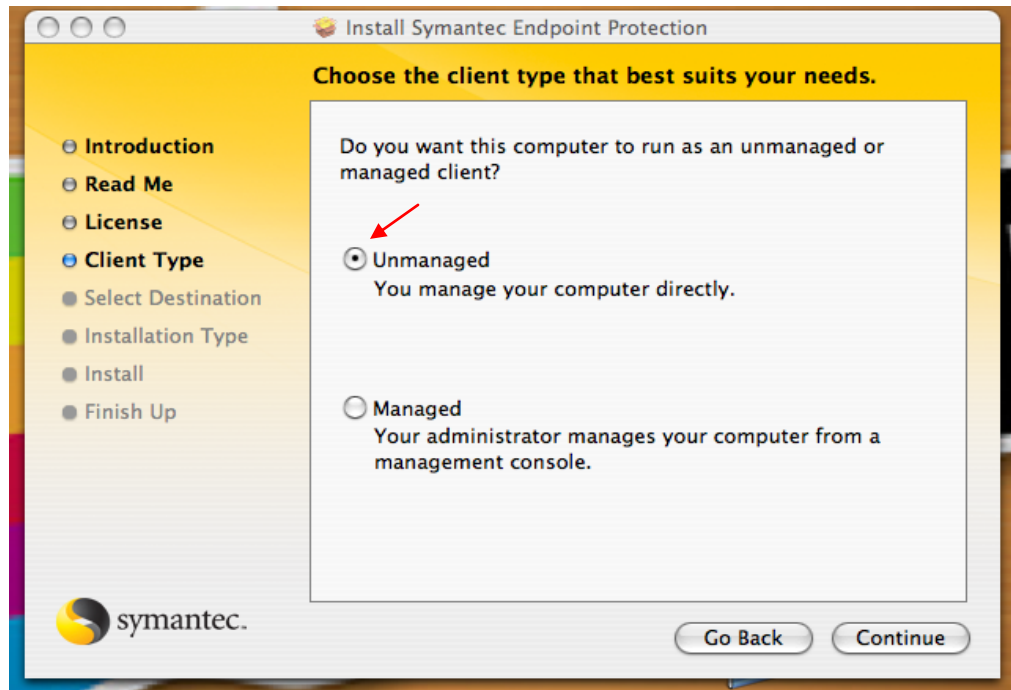 Install Symantec Endpoint Protection
Choose the client type that best suits your needs.
Introduction
Read Me
License
Client Type
Select Destination
Installation Type
Install
Finish Up
Do you want this computer to run as an unmanaged or
managed client?
Unmanaged
You manage your computer directly.
Managed
Your administrator manages your computer from a
management console.
symantec.
Go Back
Continue